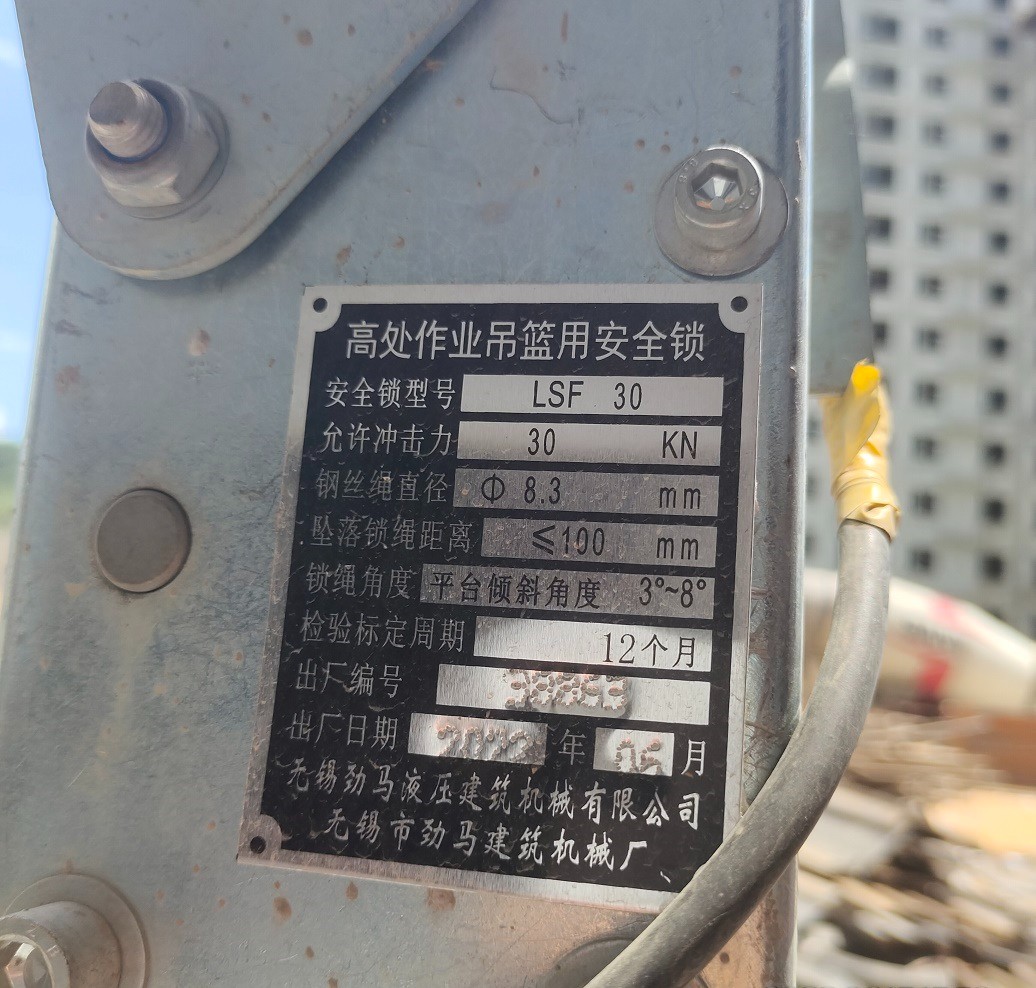 高处作业吊篮用安全锁
安全锁型号 LSF 30
允许冲击力 30 KN
钢丝绳直径 Φ 8.3 mm
坠落锁绳距离 ≤100 mm
锁绳角度 平台倾斜角度 3°~8°
检验标定周期 12个月
出厂编号
出厂日期 2022 年 05 月
无锡劲马液压建筑机械有限公司
无锡市劲马建筑机械厂